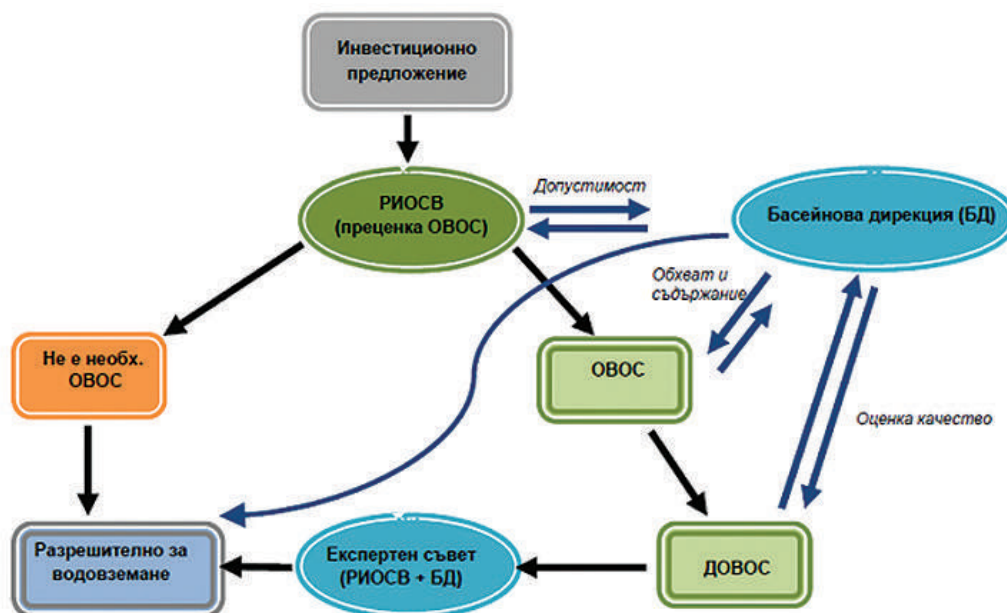 Инвестиционно
предложение
РИОСВ
(преценка ОВОС)
Допустимост
Басейнова дирекция (БД)
Обхват и
съдържание
Не е необх.
ОВОС
ОВОС
Оценка качество
Разрешително за
водовземане
Експертен съвет
(РИОСВ + БД)
ДОВОС